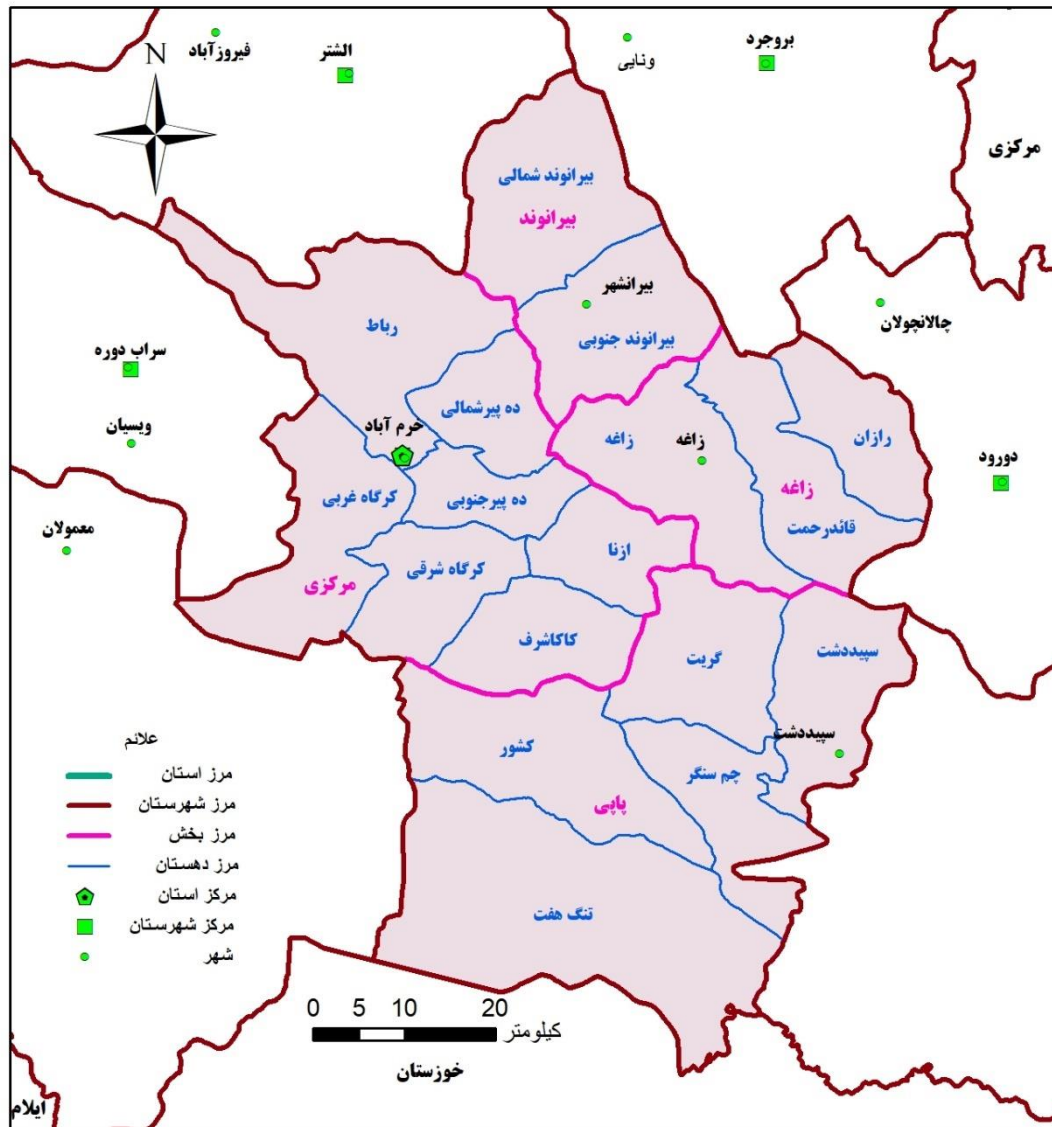 فیروزآباد
الشتر
ونایی
بروجرد
N
مرکزی
بیرانوند شمالی
بیرانوند
بیرانشهر
چالانچولان
رباط
بیرانوند جنوبی
سراب دوره
ده پیرشمالی
ویسیان
خرم آباد
زاغه
زاغه
رازان
دورود
کرگاه غربی
ده پیرجنوبی
زاغه
قائدرحمت
معمولان
ازنا
کرگاه شرقی
مرکزی
کاکاشرف
گریت
سپیددشت
کشور
سپیددشت
چم سنگر
پاپی
تنگ هفت
علائم
مرز استان
مرز شهرستان
مرز بخش
مرز دهستان
مرکز استان
مرکز شهرستان
شهر
0 5 10 20
کیلومتر
خوزستان
ایلام